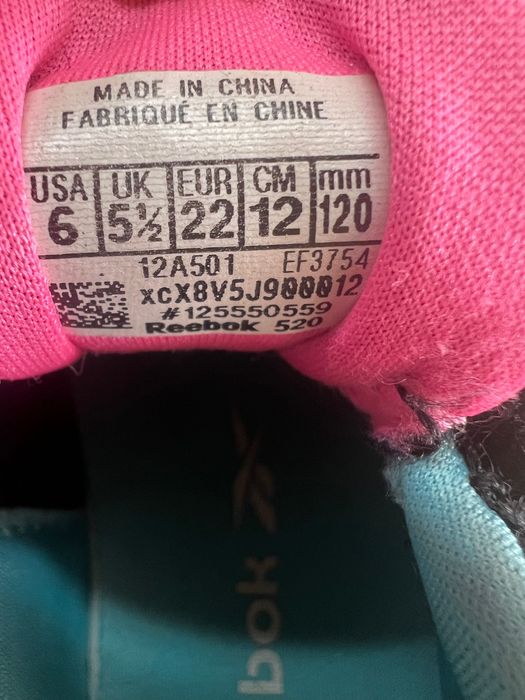 MADE IN CHINA
FABRIQUÉ EN CHINE
USA UK EUR CM mm
6 5½ 22 12 120
12A501 EF3754
xcX8V5J900012
#125550559
Reebok 520
bok